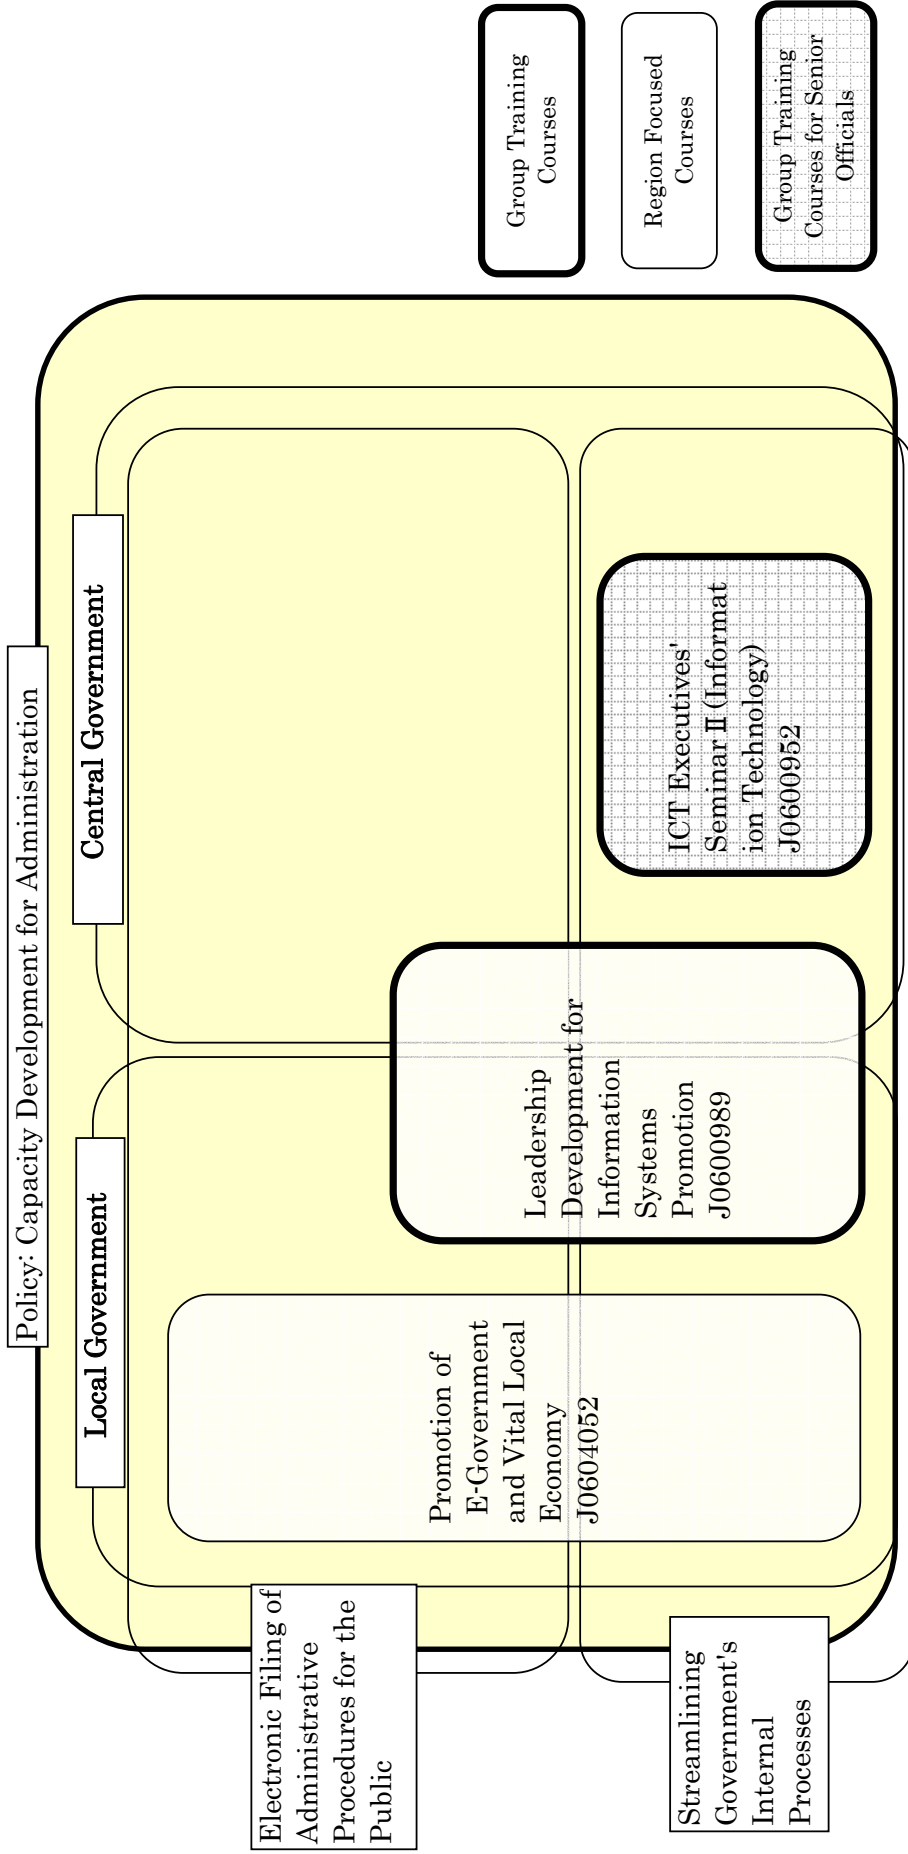 Policy: Capacity Development for Administration
Local Government
Central Government
Electronic Filing of
Administrative
Procedures for the
Public
Streamlining
Government's
Internal
Processes
Promotion of
E-Government
and Vital Local
Economy
J0604052
Leadership
Development for
Information
Systems
Promotion
J0600989
ICT Executives'
Seminar Ⅱ (Informat
ion Technology)
J0600952
Group Training
Courses
Region Focused
Courses
Group Training
Courses for Senior
Officials